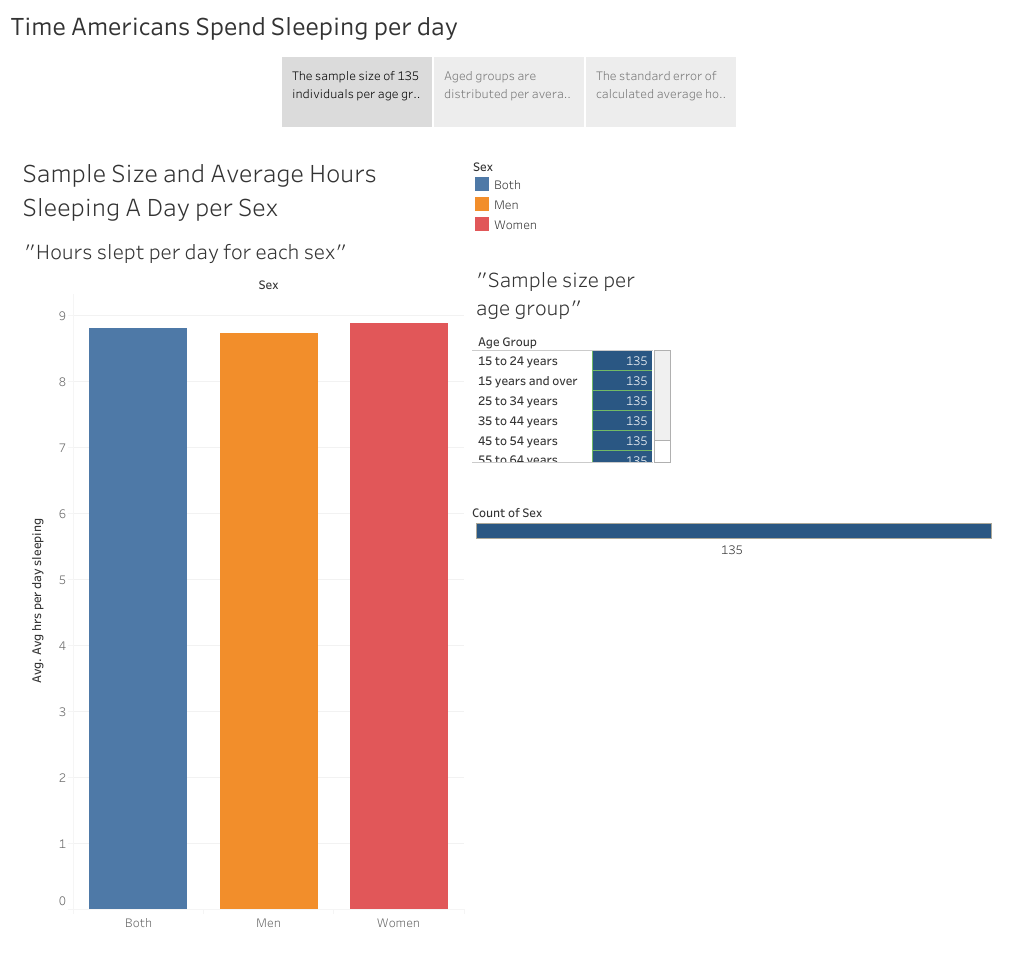 Time Americans Spend Sleeping per day
The sample size of 135
individuals per age gr..
Aged groups are
distributed per avera..
The standard error of
calculated average ho..
Sample Size and Average Hours
Sleeping A Day per Sex
"Hours slept per day for each sex"
Sex
9
8
7
6
5
4
3
2
1
0
Avg. Avg hrs per day sleeping
Both
Men
Women
Sex
Both
Men
Women
"Sample size per
age group"
Age Group
15 to 24 years 135
15 years and over 135
25 to 34 years 135
35 to 44 years 135
45 to 54 years 135
55 to 64 years 135
Count of Sex
135